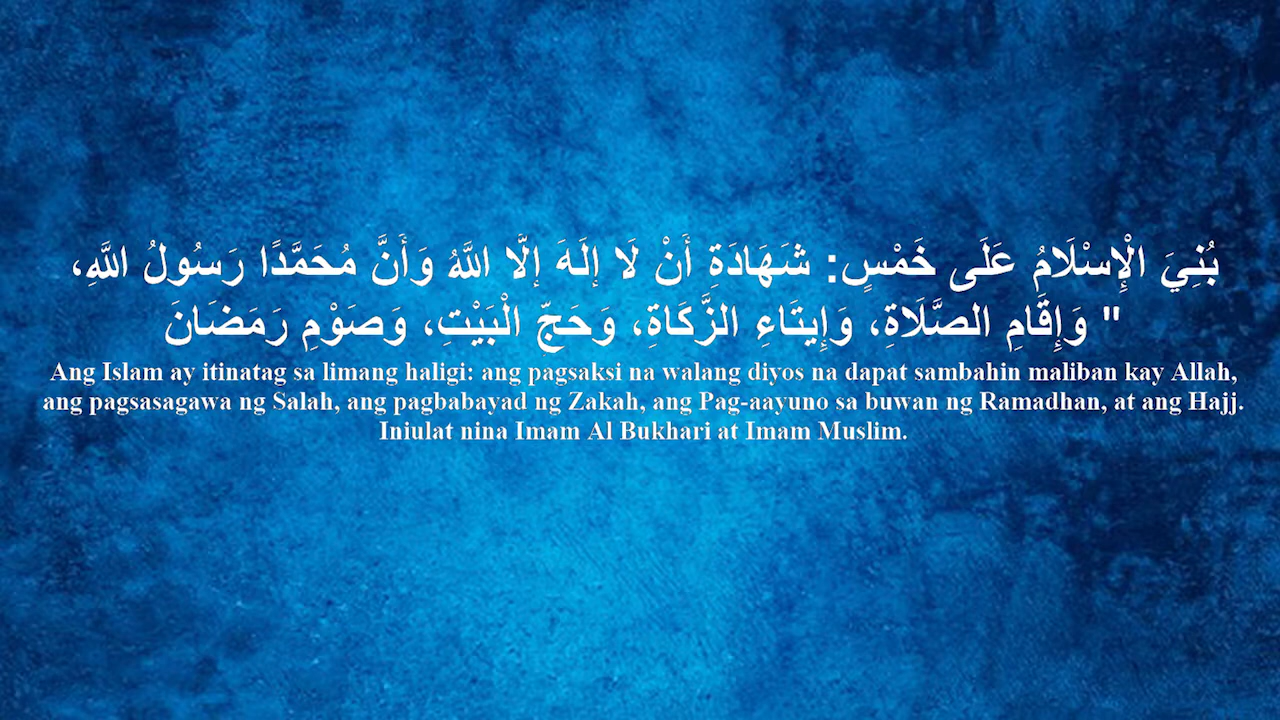 بُنِيَ الْإِسْلَامُ عَلَى خَمْسٍ: شَهَادَةِ أَنْ لَا إلَهَ إلَّا اللَّهُ وَأَنَّ مُحَمَّدًا رَسُولُ اللَّهِ،
" وَإِقَامِ الصَّلَاةِ، وَإِيتَاءِ الزَّكَاةِ، وَحَجِّ الْبَيْتِ، وَصَوْمِ رَمَضَانَ
Ang Islam ay itinatag sa limang haligi: ang pagsaksi na walang diyos na dapat sambahin maliban kay Allah,
ang pagsasagawa ng Salah, ang pagbabayad ng Zakah, ang Pag-aayuno sa buwan ng Ramadhan, at ang Hajj.
Iniulat nina Imam Al Bukhari at Imam Muslim.